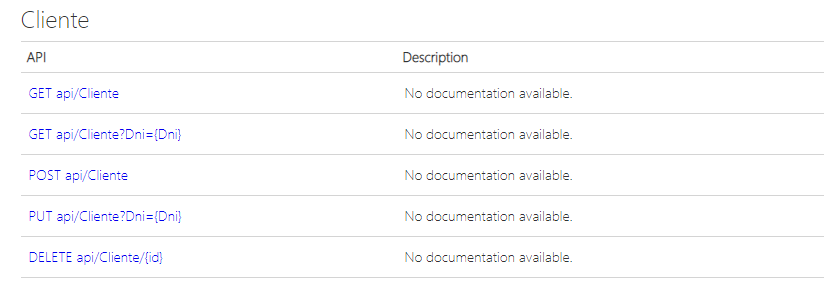 Cliente
API Description
GET api/Cliente No documentation available.
GET api/Cliente?Dni={Dni} No documentation available.
POST api/Cliente No documentation available.
PUT api/Cliente?Dni={Dni} No documentation available.
DELETE api/Cliente/{id} No documentation available.